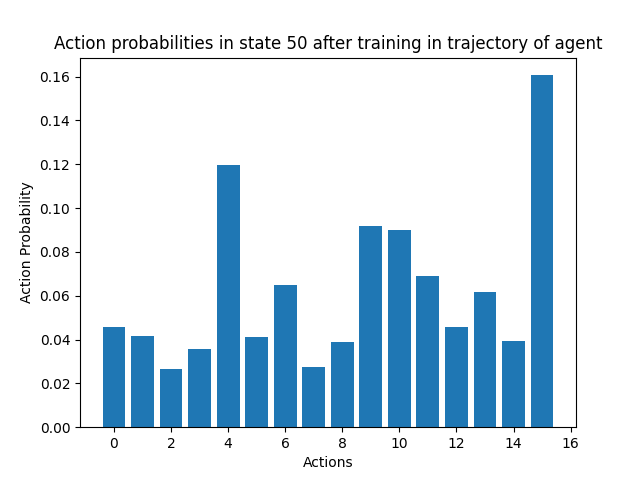 Action probabilities in state 50 after training in trajectory of agent
0.16
0.14
0.12
0.10
0.08
0.06
0.04
0.02
0.00
Action Probability
0 2 4 6 8 10 12 14 16
Actions